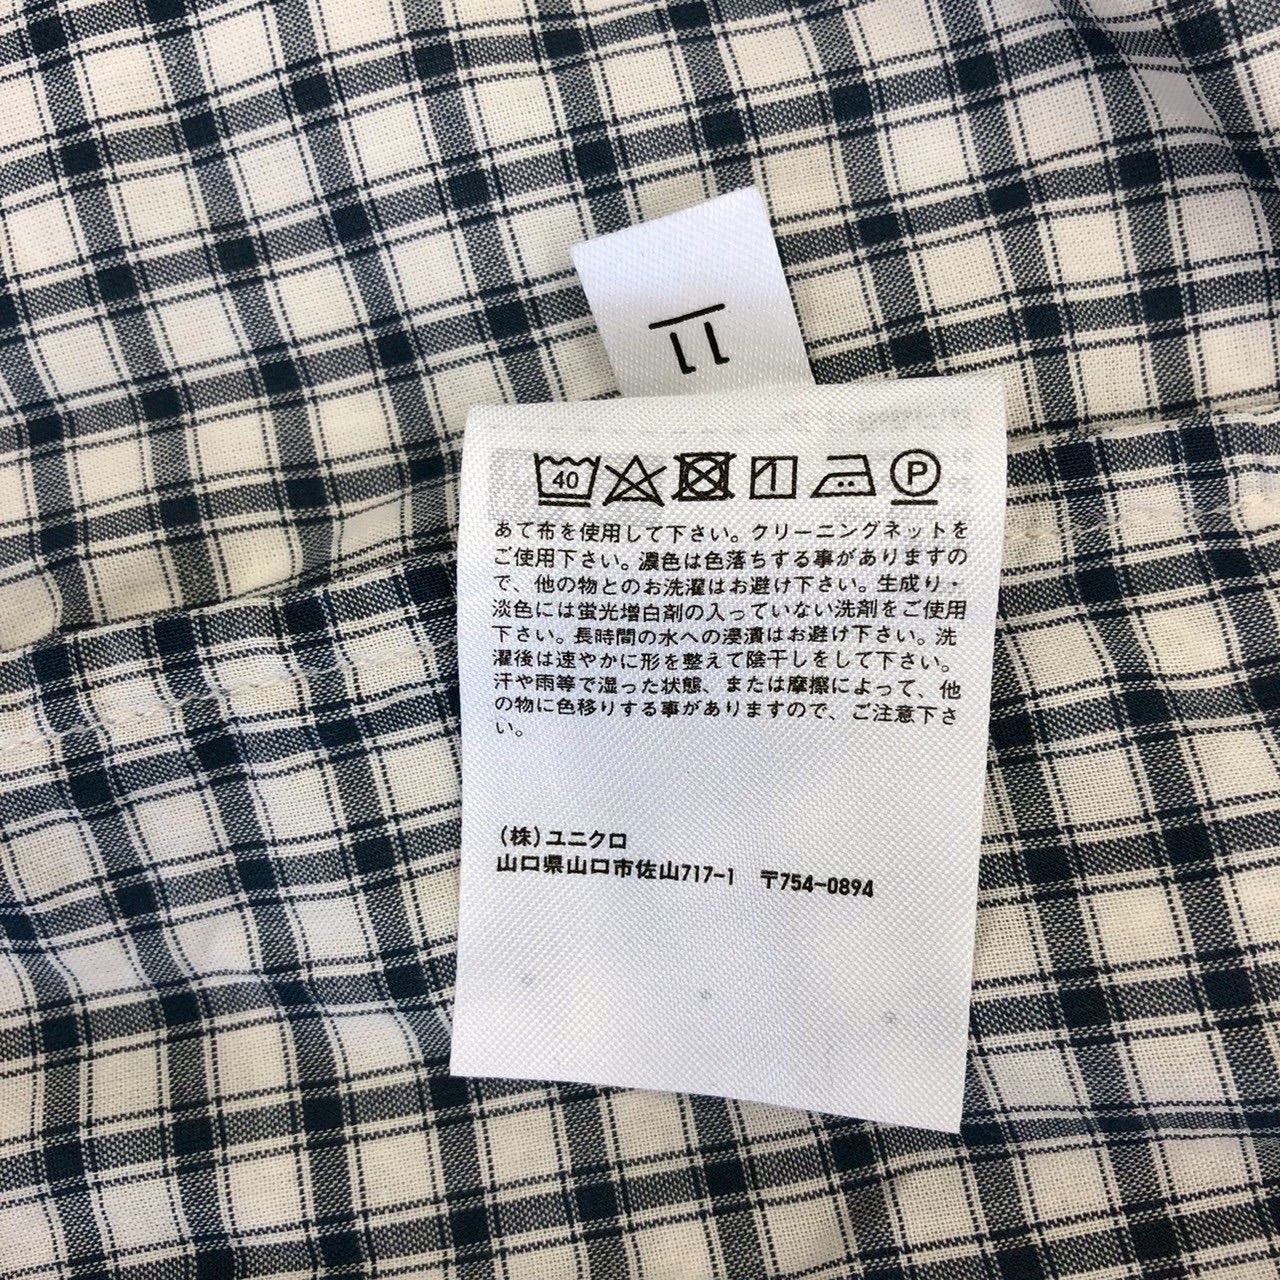 11
40
P
あて布を使用して下さい。クリーニングネットを
ご使用下さい。濃色は色落ちする事がありますの
で、他の物とのお洗濯はお避け下さい。生成り・
淡色には蛍光増白剤の入っていない洗剤をご使用
下さい。長時間の水への浸漬はお避け下さい。洗
濯後は速やかに形を整えて陰干しをして下さい。
汗や雨等で湿った状態、または摩擦によって、他
の物に色移りする事がありますので、ご注意下さ
い。
(株)ユニクロ
山口県山口市佐山717-1 〒754-0894